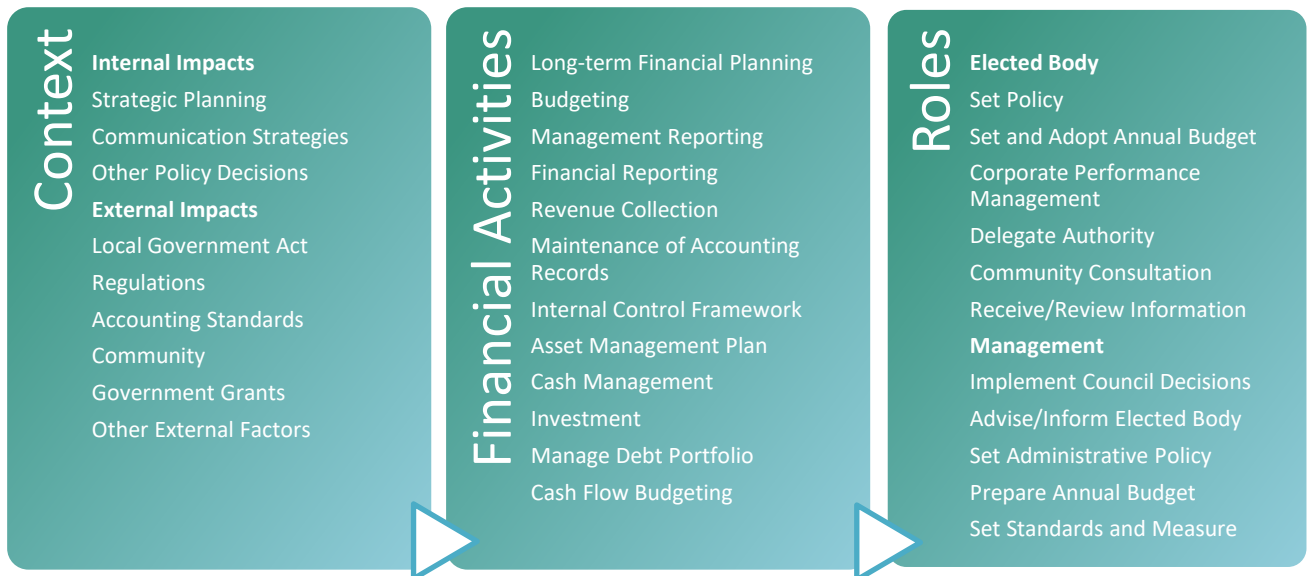 Context
Internal Impacts
Strategic Planning
Communication Strategies
Other Policy Decisions
External Impacts
Local Government Act
Regulations
Accounting Standards
Community
Government Grants
Other External Factors
Financial Activities
Long-term Financial Planning
Budgeting
Management Reporting
Financial Reporting
Revenue Collection
Maintenance of Accounting
Records
Internal Control Framework
Asset Management Plan
Cash Management
Investment
Manage Debt Portfolio
Cash Flow Budgeting
Roles
Elected Body
Set Policy
Set and Adopt Annual Budget
Corporate Performance
Management
Delegate Authority
Community Consultation
Receive/Review Information
Management
Implement Council Decisions
Advise/Inform Elected Body
Set Administrative Policy
Prepare Annual Budget
Set Standards and Measure